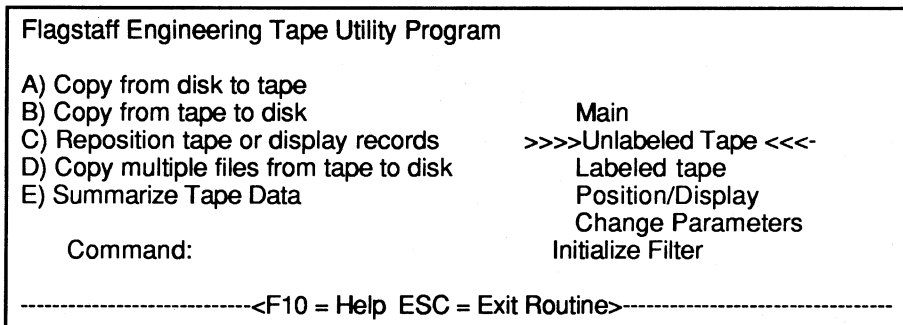 Flagstaff Engineering Tape Utility Program
A) Copy from disk to tape
B) Copy from tape to disk Main
C) Reposition tape or display records >>>>Unlabeled Tape <<<-
D) Copy multiple files from tape to disk Labeled tape
E) Summarize Tape Data Position/Display
Change Parameters
Command: Initialize Filter
-----------------------------<F10 = Help ESC = Exit Routine>----------------------------------